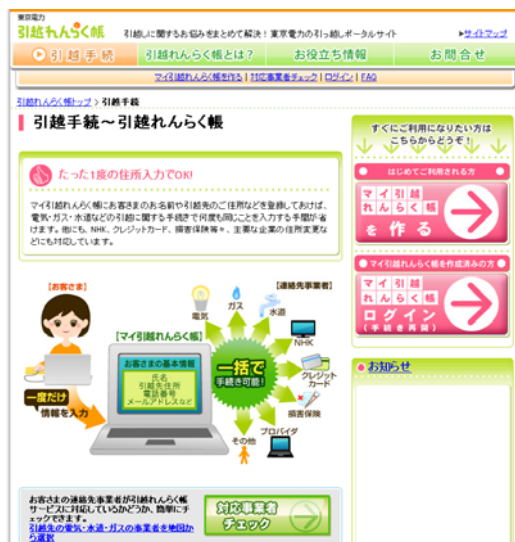 東京電力
引越れんらく帳
引越しに関するお悩みをまとめて解決！東京電力の引っ越しポータルサイト
サイトマップ
引越手続
引越れんらく帳とは？
お役立ち情報
お問合せ
マイ引越れんらく帳を作る | 対応事業者チェック | ログイン | FAQ
引越れんらく帳トップ > 引越手続
引越手続～引越れんらく帳
たった1度の住所入力でOK!
マイ引越れんらく帳にお客さまのお名前や引越先のご住所などを登録しておけば、
電気・ガス・水道などの引越に関する手続きで何度も同じことを入力する手間が省
けます。他にも、NHK、クレジットカード、損害保険等々、主要な企業の住所変更な
どにも対応しています。
【お客さま】
【連絡先事業者】
電気
ガス
水道
NHK
クレジット
カード
損害保険
プロバイダ
その他
【マイ引越れんらく帳】
お客さまの基本情報
氏名
引越先住所
電話番号
メールアドレスなど
一括で
手続き可能!
一度だけ
情報を入力
お客さまの連絡先事業者が引越れんらく帳
サービスに対応しているかどうか、簡単にチ
ェックできます。
引越先の電気・水道・ガスの事業者を地図か
ら選択
対応事業者
チェック
すぐにご利用になりたい方は
こちらからどうぞ！
はじめてご利用される方
マイ引越
れんらく帳
を作る
マイ引越れんらく帳を作成済みの方
マイ引越
れんらく帳
ログイン
(手続き再開)
お知らせ